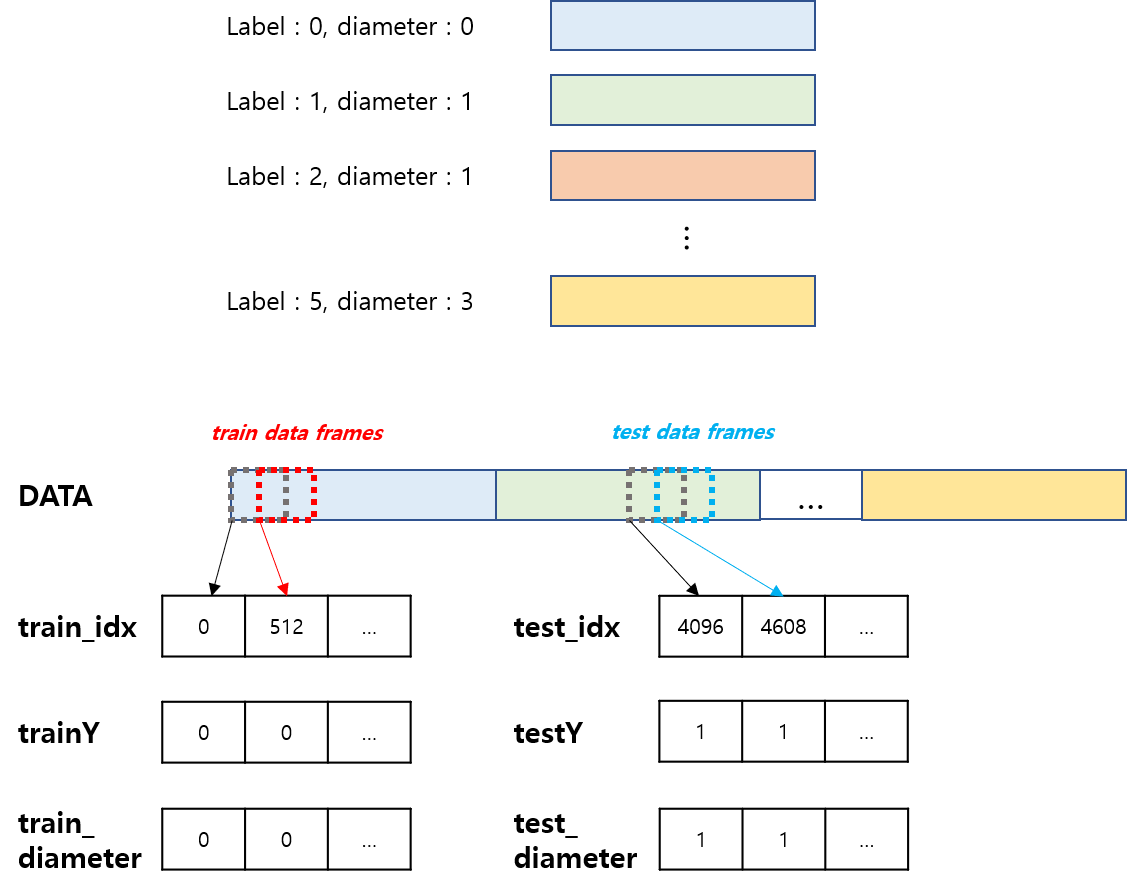 Label : 0, diameter : 0
Label : 1, diameter : 1
Label : 2, diameter : 1
⋮
Label : 5, diameter : 3
train data frames
test data frames
DATA
...
train_idx
0
512
...
test_idx
4096
4608
...
trainY
0
0
...
testY
1
1
...
train_
diameter
0
0
...
test_
diameter
1
1
...